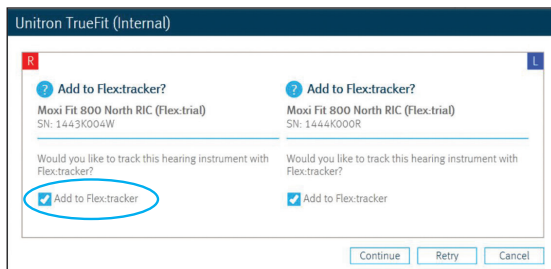 Unitron TrueFit (Internal)
R
L
? Add to Flex:tracker?
Moxi Fit 800 North RIC (Flex:trial)
SN: 1443K004W
Would you like to track this hearing instrument with
Flex:tracker?
Add to Flex:tracker
? Add to Flex:tracker?
Moxi Fit 800 North RIC (Flex:trial)
SN: 1444K000R
Would you like to track this hearing instrument with
Flex:tracker?
Add to Flex:tracker
Continue
Retry
Cancel